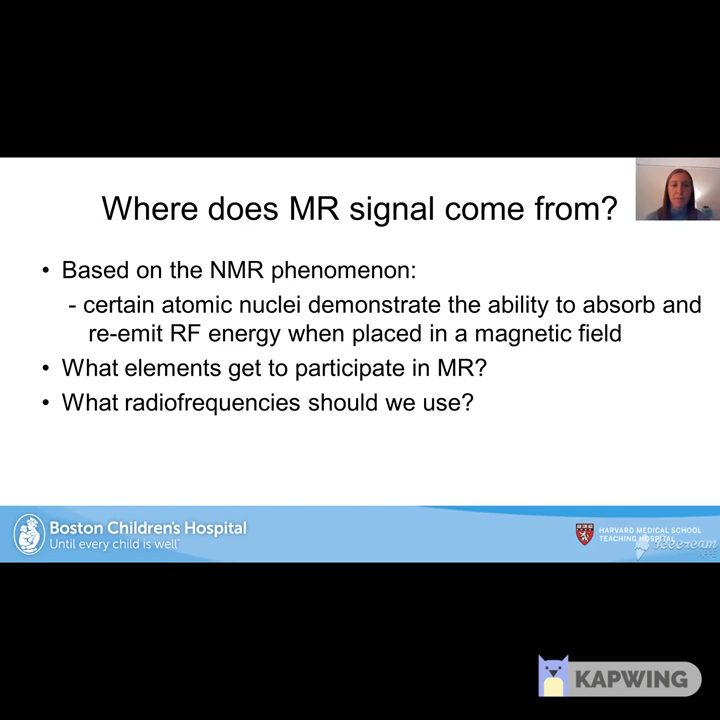 Where does MR signal come from?
• Based on the NMR phenomenon:
- certain atomic nuclei demonstrate the ability to absorb and
re-emit RF energy when placed in a magnetic field
• What elements get to participate in MR?
• What radiofrequencies should we use?
Boston Children's Hospital
Until every child is well™
HARVARD MEDICAL SCHOOL
TEACHING HOSPITAL
icecream
KAPWING